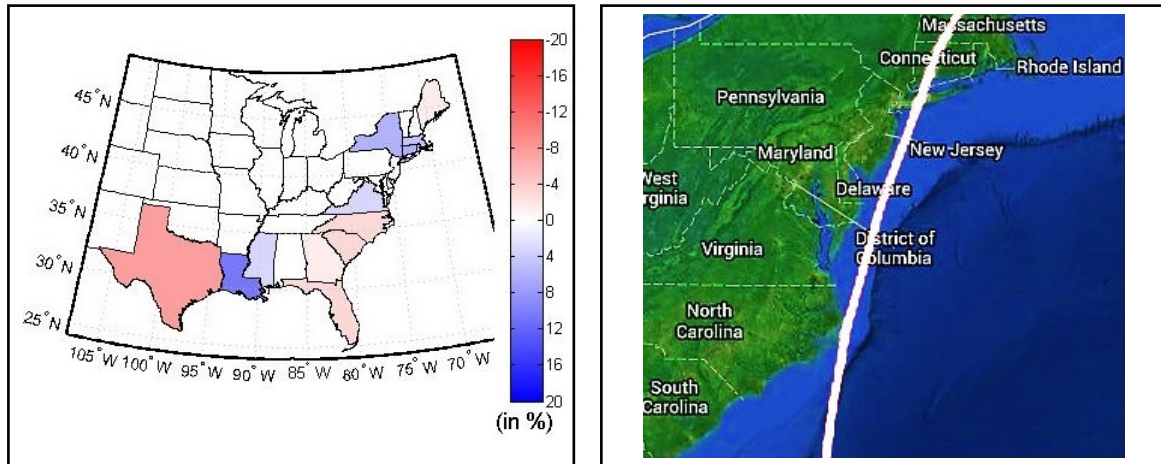 45°N
40°N
35°N
30°N
25°N
105°W
100°W
95°W
90°W
85°W
80°W
75°W
70°W
-20
-16
-12
-8
-4
0
4
8
12
16
20
(in %)
Massachusetts
Connecticut
Rhode Island
Pennsylvania
New Jersey
Maryland
West
Virginia
Delaware
District of
Columbia
Virginia
North
Carolina
South
Carolina